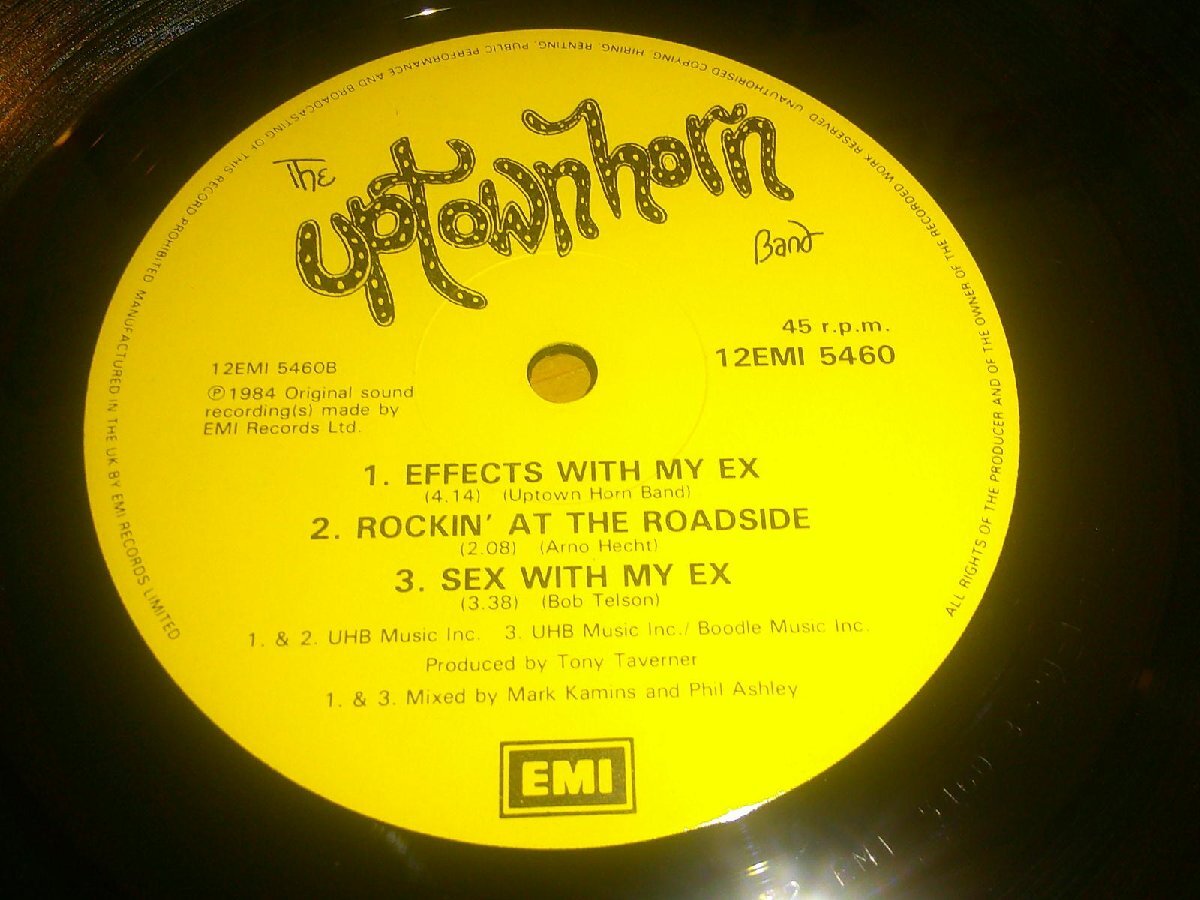 The
uptown horn
Band
45 r.p.m.
12EMI 5460
12EMI 5460B
℗ 1984 Original sound
recording(s) made by
EMI Records Ltd.
1. EFFECTS WITH MY EX
(4.14) (Uptown Horn Band)
2. ROCKIN' AT THE ROADSIDE
(2.08) (Arno Hecht)
3. SEX WITH MY EX
(3.38) (Bob Telson)
1. & 2. UHB Music Inc. 3. UHB Music Inc./ Boodle Music Inc.
Produced by Tony Taverner
1. & 3. Mixed by Mark Kamins and Phil Ashley
EMI
ALL RIGHTS OF THE PRODUCER AND OF THE OWNER OF THE RECORDED WORK RESERVED UNAUTHORISED COPYING, HIRING, RENTING, PUBLIC PERFORMANCE AND BROADCASTING OF THIS RECORD PROHIBITED MANUFACTURED IN THE UK BY EMI RECORDS LIMITED